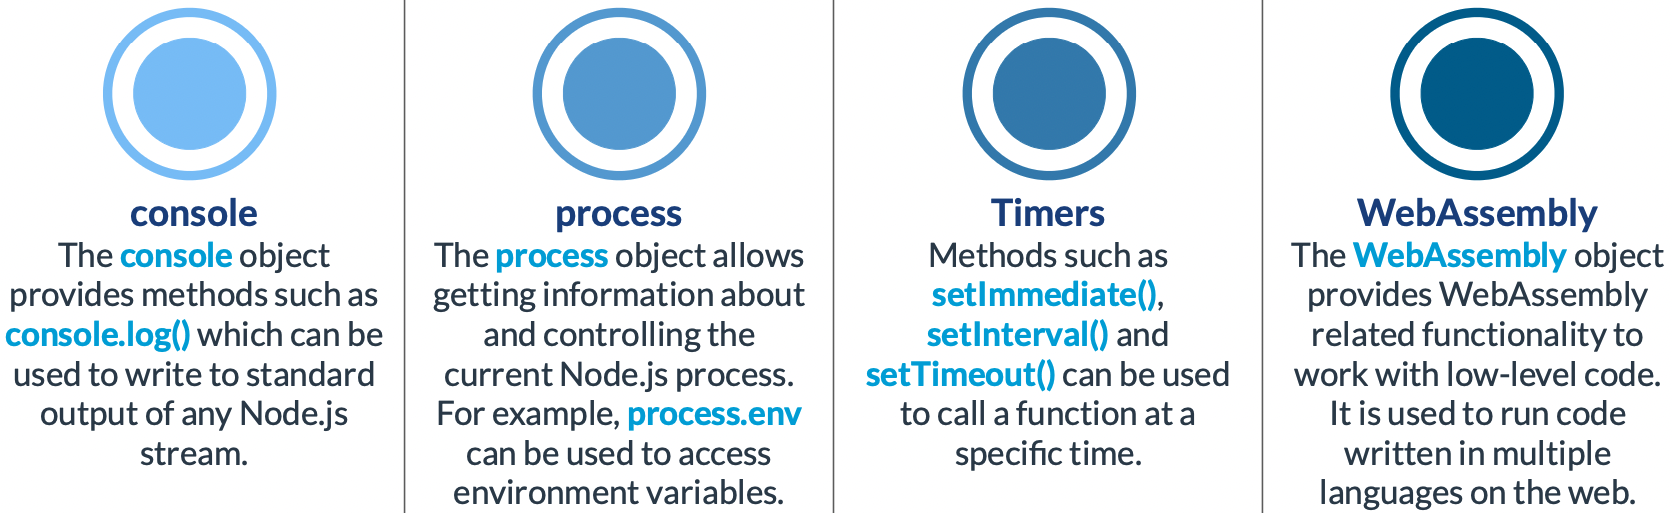 console
The console object
provides methods such as
console.log() which can be
used to write to standard
output of any Node.js
stream.
process
The process object allows
getting information about
and controlling the
current Node.js process.
For example, process.env
can be used to access
environment variables.
Timers
Methods such as
setImmediate(),
setInterval() and
setTimeout() can be used
to call a function at a
specific time.
WebAssembly
The WebAssembly object
provides WebAssembly
related functionality to
work with low-level code.
It is used to run code
written in multiple
languages on the web.